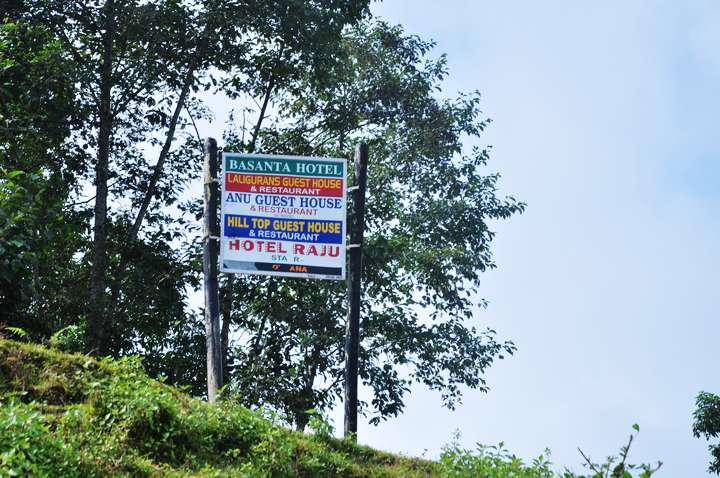 BASANTA HOTEL
LALIGURANS GUEST HOUSE
& RESTAURANT
ANU GUEST HOUSE
& RESTAURANT
HILL TOP GUEST HOUSE
& RESTAURANT
HOTEL RAJU